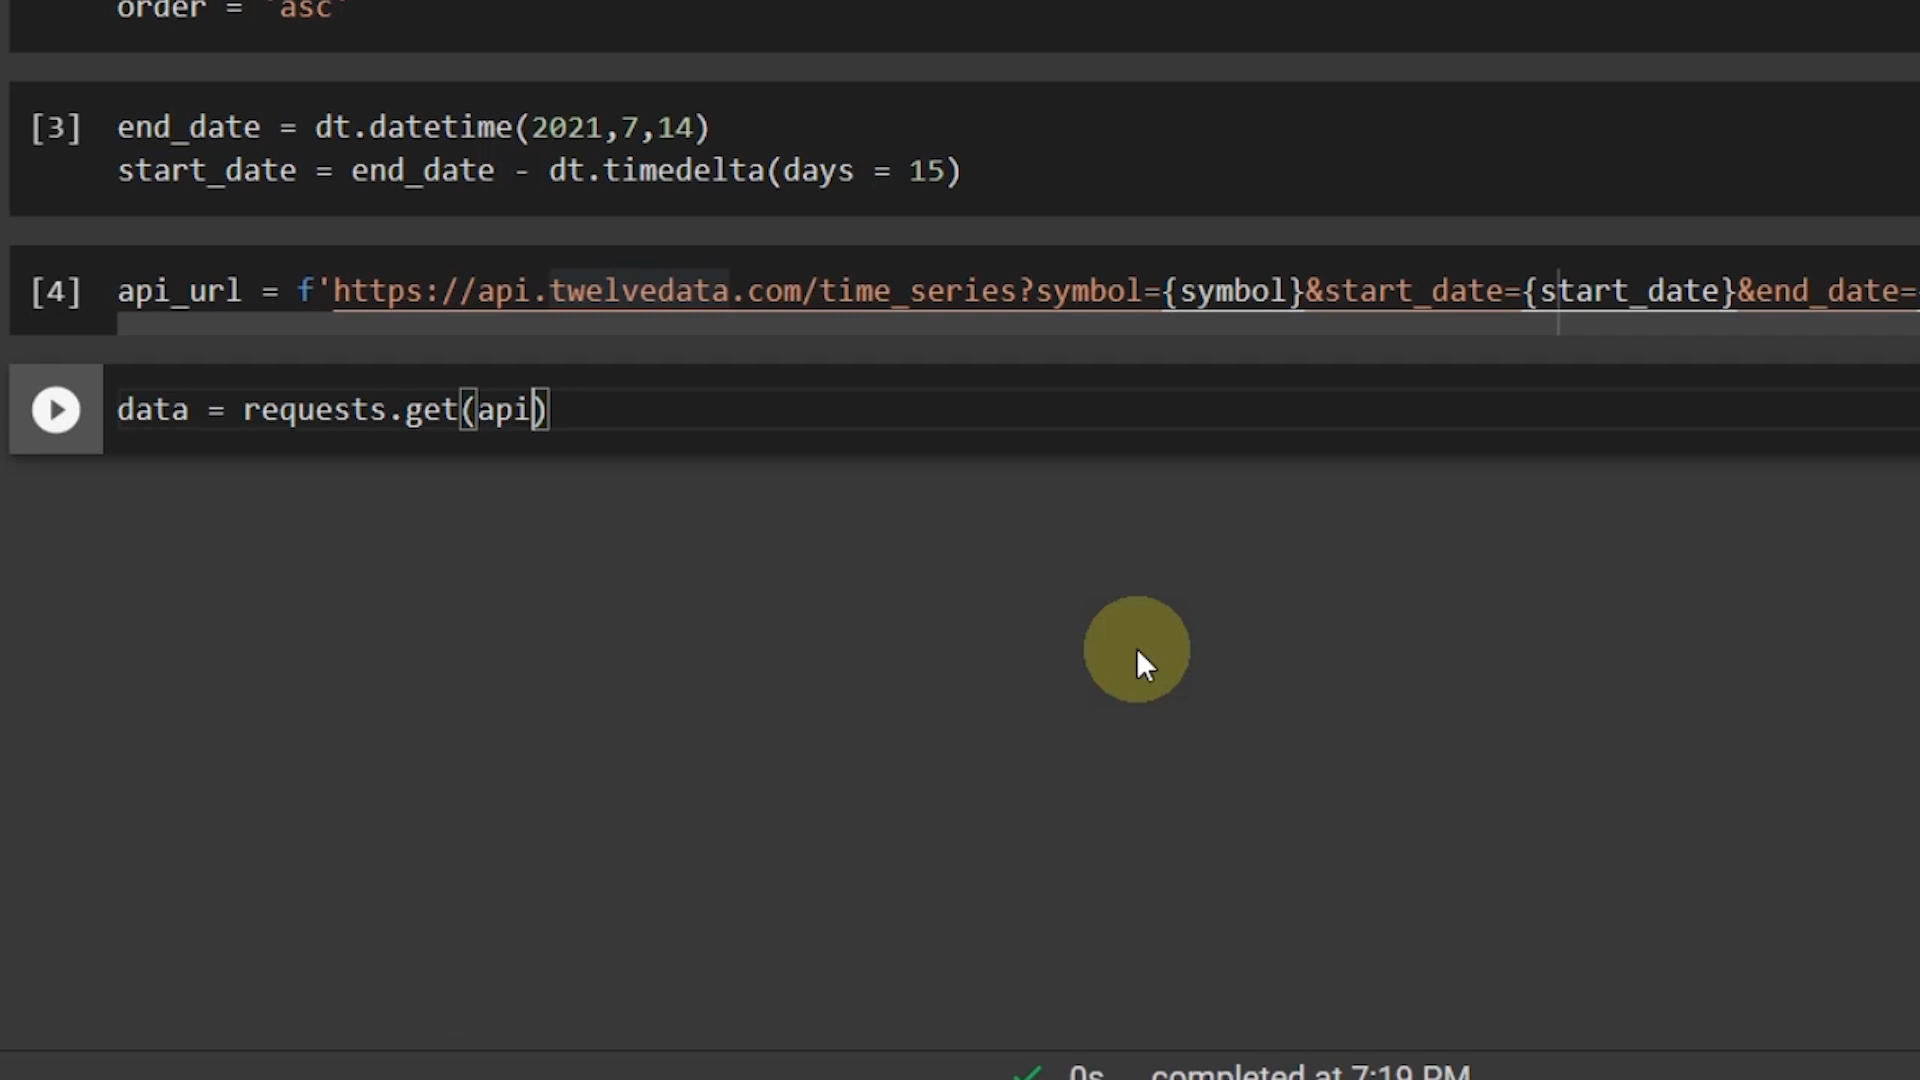 order = 'asc'
[3] end_date = dt.datetime(2021,7,14)
start_date = end_date - dt.timedelta(days = 15)
[4] api_url = f'https://api.twelvedata.com/time_series?symbol={symbol}&start_date={start_date}&end_date=
data = requests.get(api)
0s completed at 7:19 PM